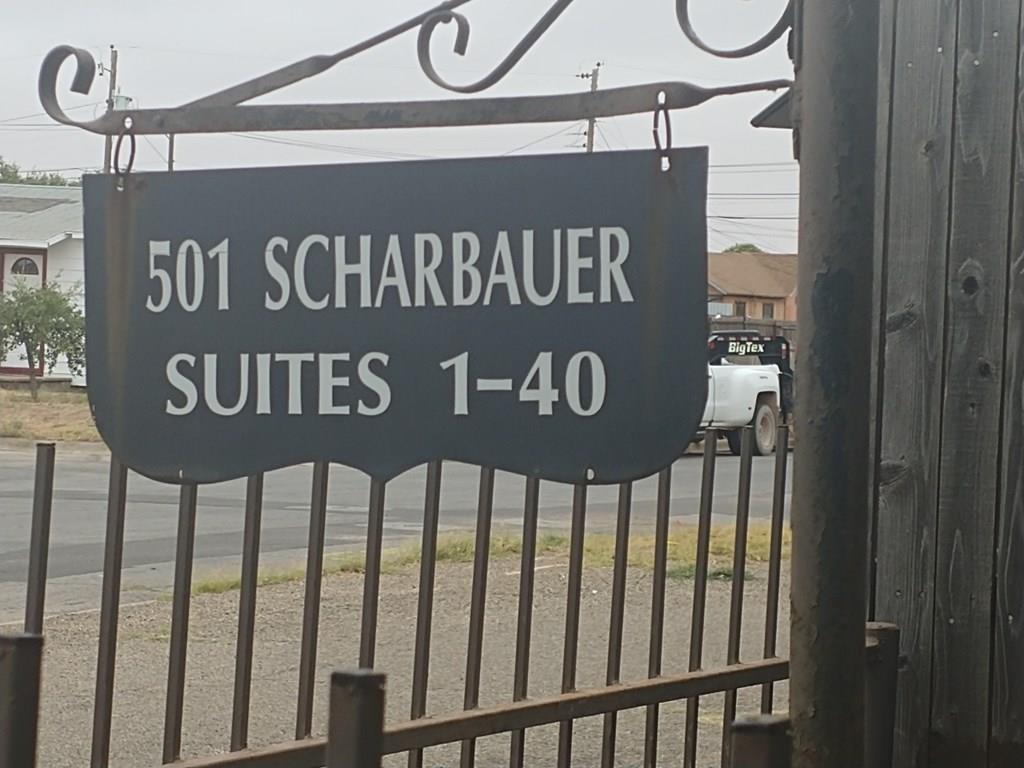 501 SCHARBAUER
SUITES 1-40
BigTex